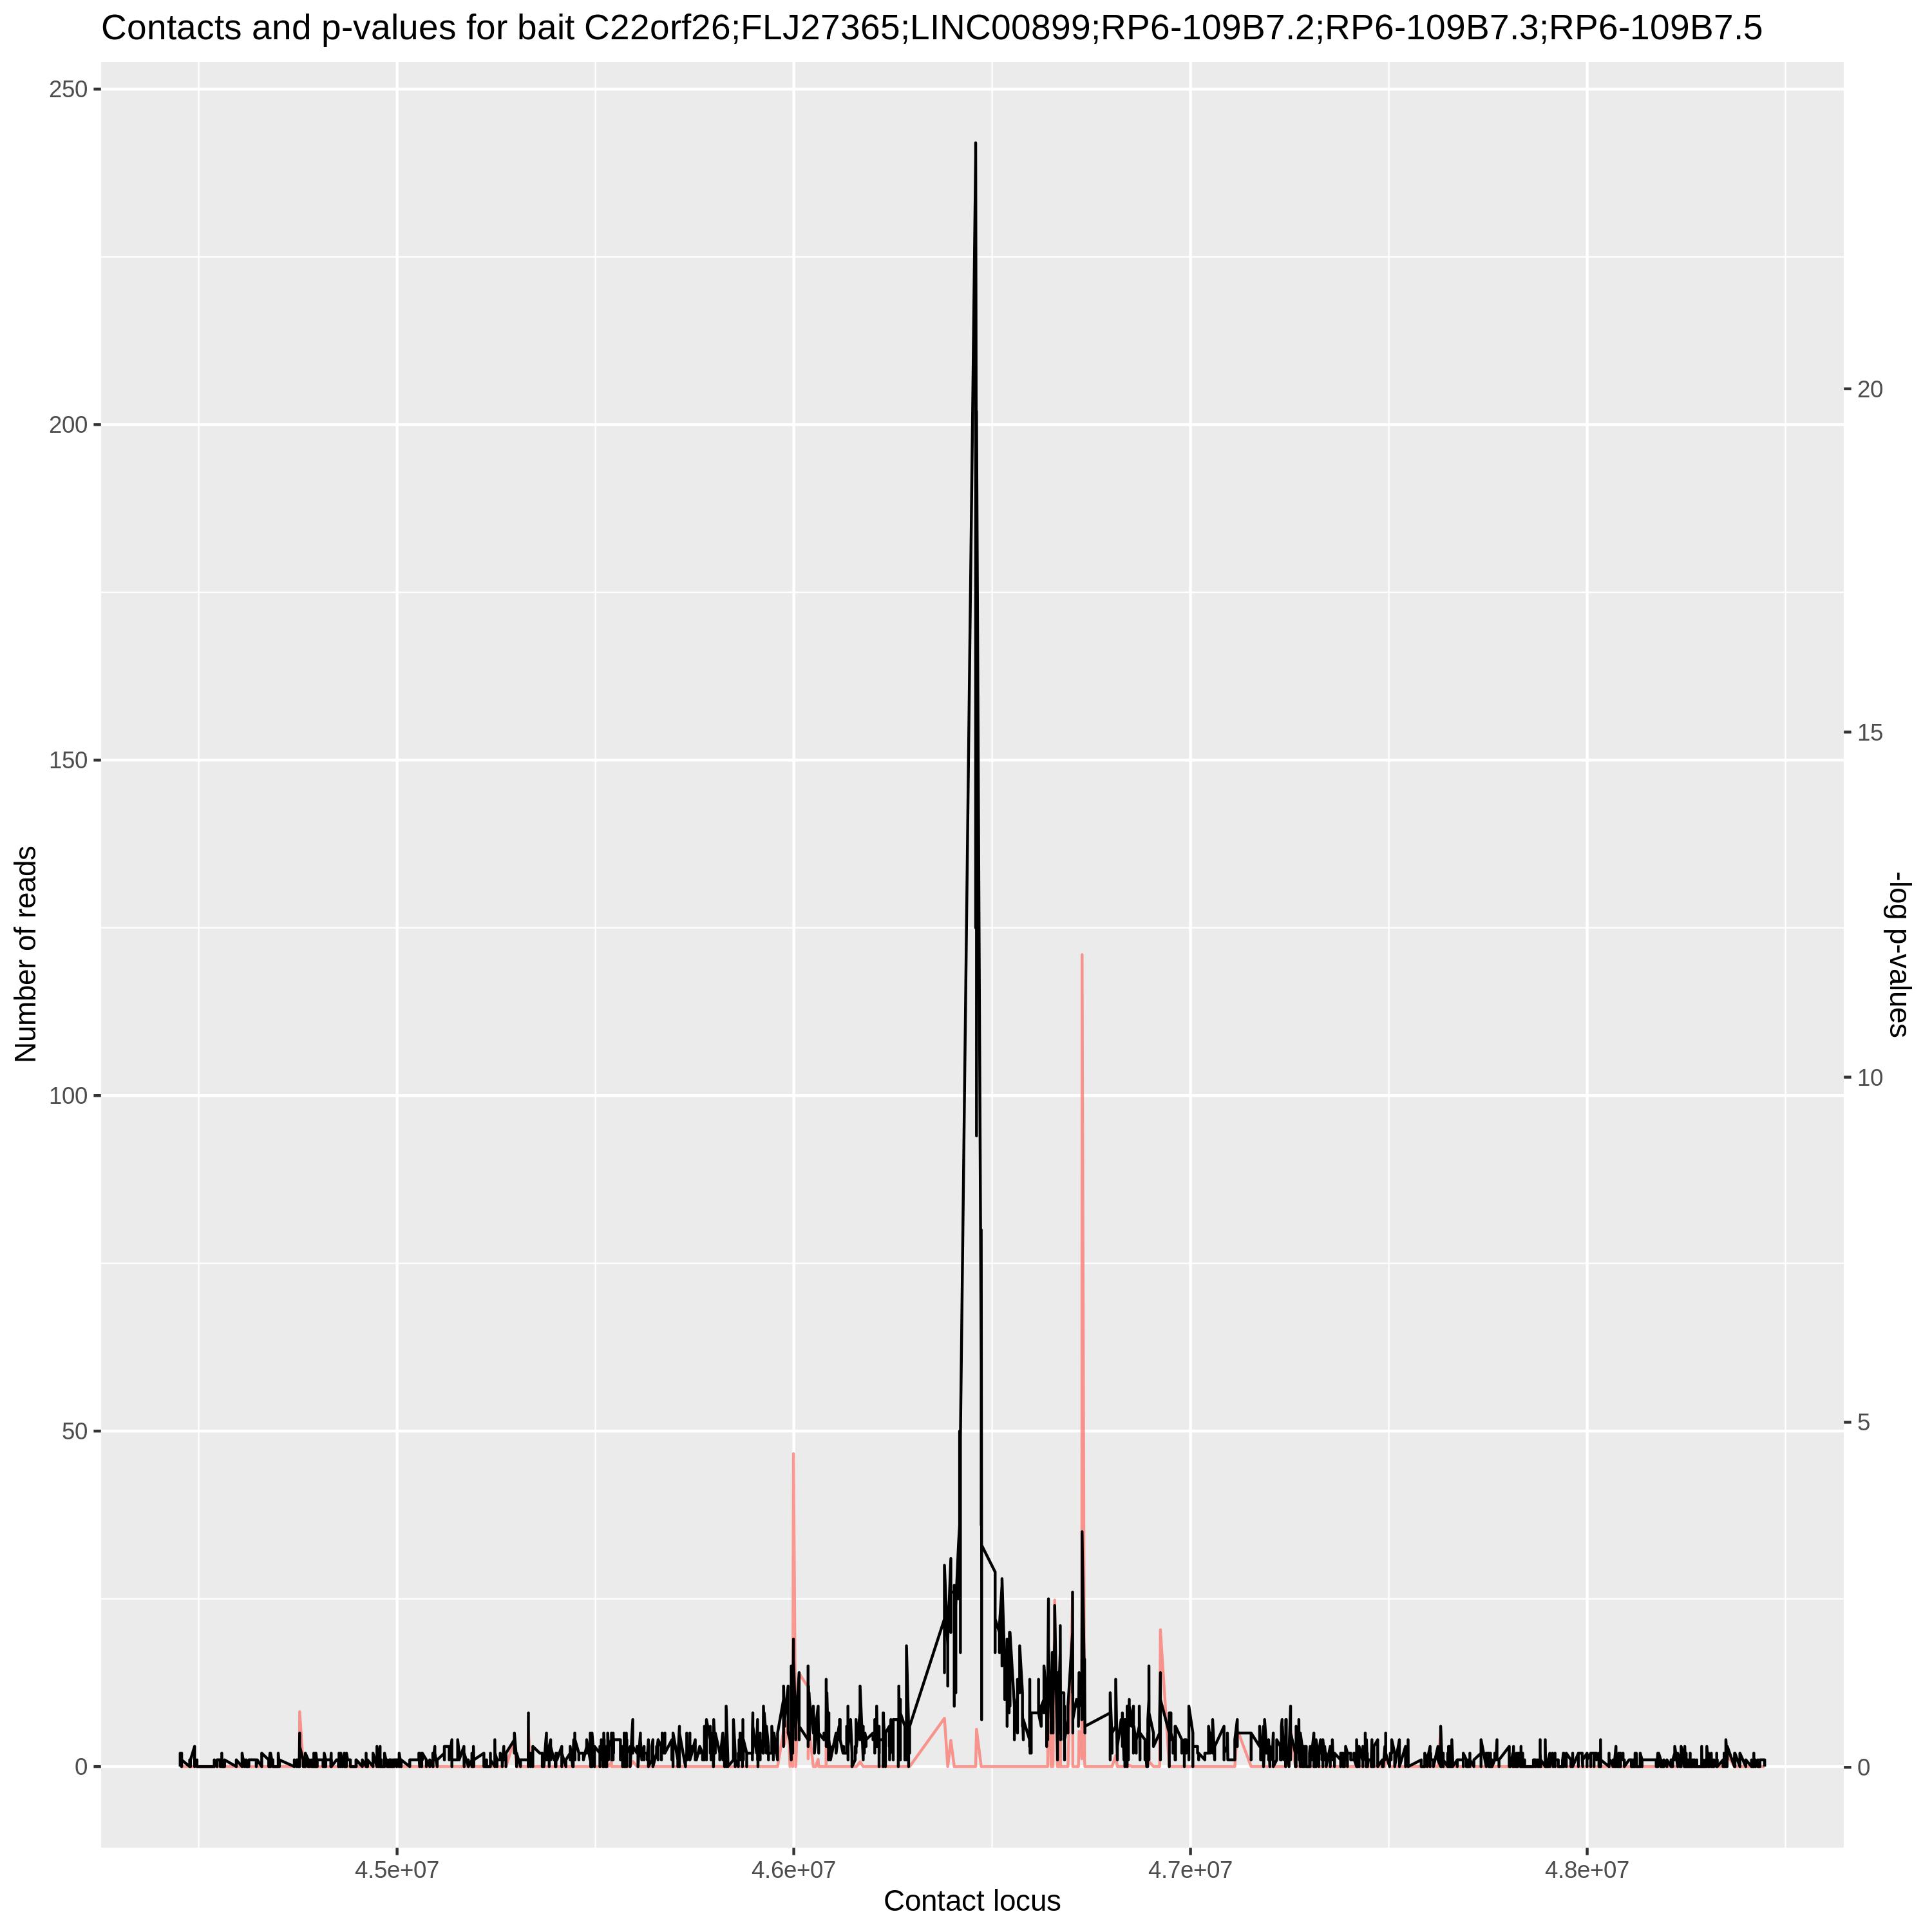 Contacts and p-values for bait C22orf26;FLJ27365;LINC00899;RP6-109B7.2;RP6-109B7.3;RP6-109B7.5
250
200
150
100
50
0
Number of reads
20
15
10
5
0
-log p-values
4.5e+07
4.6e+07
4.7e+07
4.8e+07
Contact locus